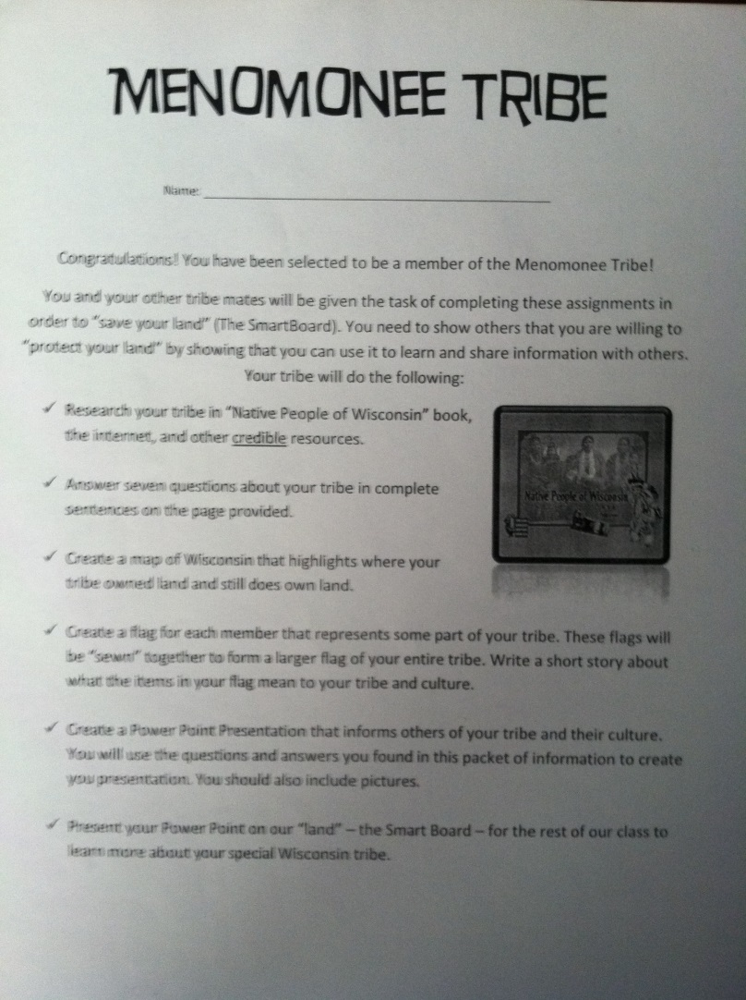 MENOMONEE TRIBE
Name:
Congratulations! You have been selected to be a member of the Menomonee Tribe!
You and your other tribe mates will be given the task of completing these assignments in
order to "save your land" (The SmartBoard). You need to show others that you are willing to
"protect your land" by showing that you can use it to learn and share information with others.
Your tribe will do the following:
✓ Research your tribe in "Native People of Wisconsin" book,
the internet, and other credible resources.
Native People of Wisconsin
✓ Answer seven questions about your tribe in complete
sentences on the page provided.
✓ Create a map of Wisconsin that highlights where your
tribe owned land and still does own land.
✓ Create a flag for each member that represents some part of your tribe. These flags will
be "sewn" together to form a larger flag of your entire tribe. Write a short story about
what the items in your flag mean to your tribe and culture.
✓ Create a Power Point Presentation that informs others of your tribe and their culture.
You will use the questions and answers you found in this packet of information to create
you presentation. You should also include pictures.
✓ Present your Power Point on our "land" – the Smart Board – for the rest of our class to
learn more about your special Wisconsin tribe.